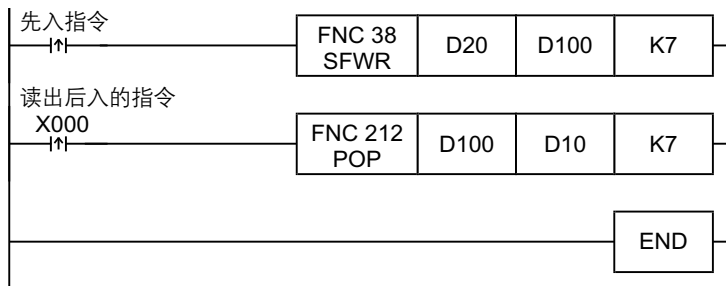 先入指令
FNC 38
SFWR
D20
D100
K7
读出后入的指令
X000
FNC 212
POP
D100
D10
K7
END